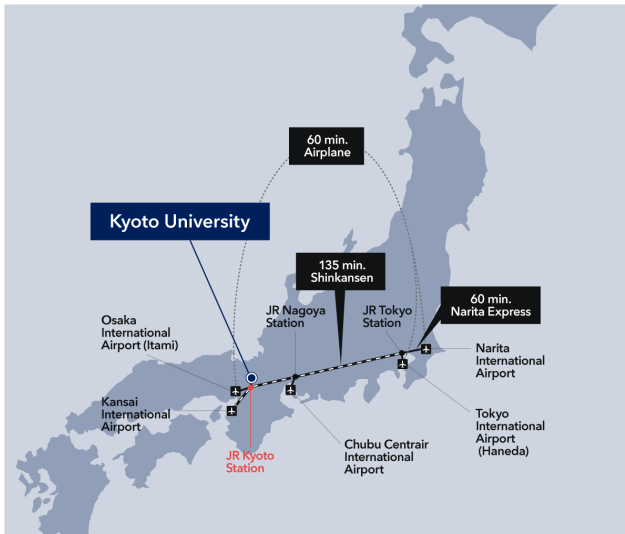 60 min.
Airplane
Kyoto University
135 min.
Shinkansen
60 min.
Narita Express
JR Nagoya
Station
JR Tokyo
Station
Osaka
International
Airport (Itami)
Narita
International
Airport
Kansai
International
Airport
Tokyo
International
Airport
(Haneda)
Chubu Centrair
International
Airport
JR Kyoto
Station